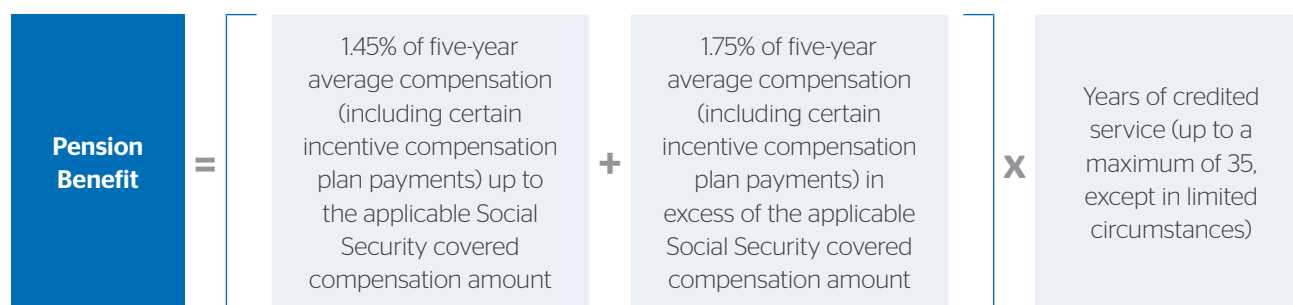 Pension
Benefit
=
1.45% of five-year
average compensation
(including certain
incentive compensation
plan payments) up to
the applicable Social
Security covered
compensation amount
+
1.75% of five-year
average compensation
(including certain
incentive compensation
plan payments) in
excess of the applicable
Social Security covered
compensation amount
x
Years of credited
service (up to a
maximum of 35,
except in limited
circumstances)